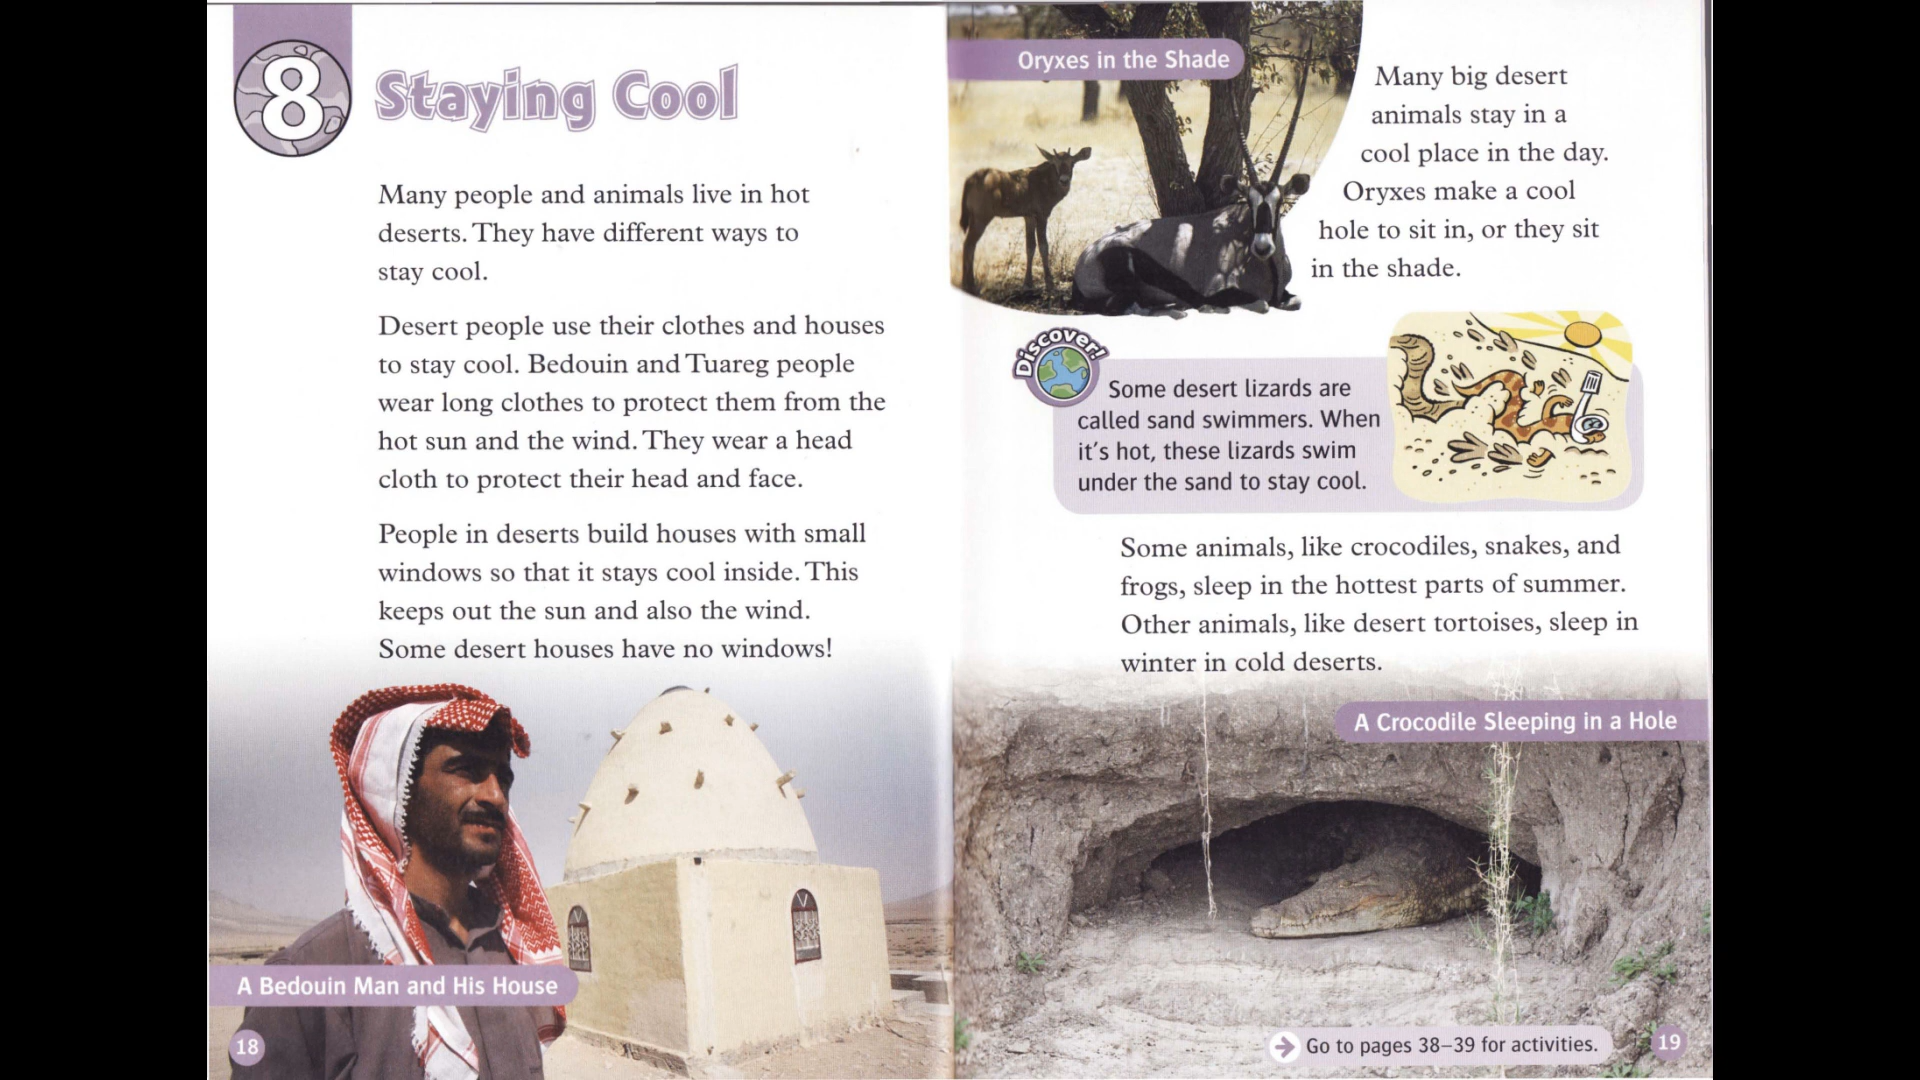 8
Staying Cool
Many people and animals live in hot
deserts. They have different ways to
stay cool.
Desert people use their clothes and houses
to stay cool. Bedouin and Tuareg people
wear long clothes to protect them from the
hot sun and the wind. They wear a head
cloth to protect their head and face.
People in deserts build houses with small
windows so that it stays cool inside. This
keeps out the sun and also the wind.
Some desert houses have no windows!
A Bedouin Man and His House
18
Oryxes in the Shade
Many big desert
animals stay in a
cool place in the day.
Oryxes make a cool
hole to sit in, or they sit
in the shade.
Discover!
Some desert lizards are
called sand swimmers. When
it's hot, these lizards swim
under the sand to stay cool.
Some animals, like crocodiles, snakes, and
frogs, sleep in the hottest parts of summer.
Other animals, like desert tortoises, sleep in
winter in cold deserts.
A Crocodile Sleeping in a Hole
Go to pages 38–39 for activities.
19